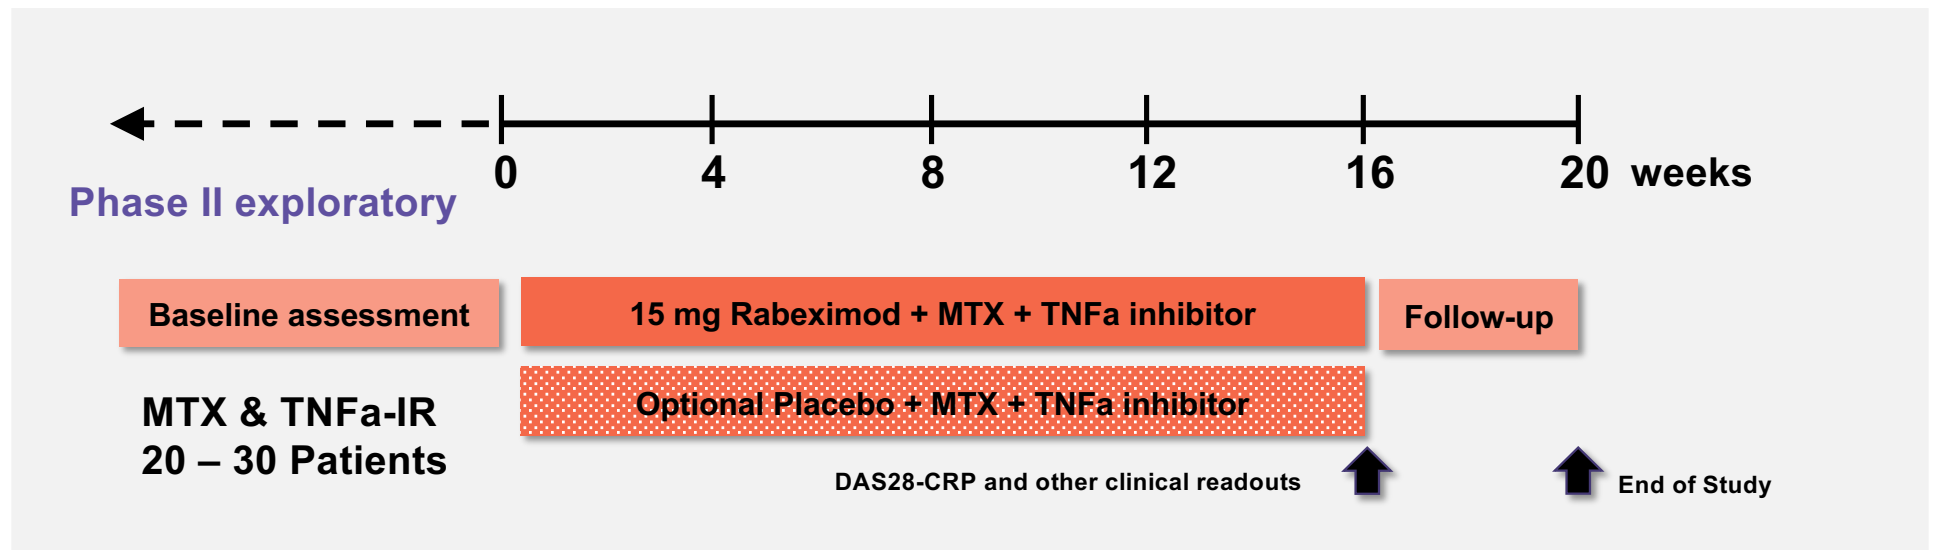 0 4 8 12 16 20 weeks
Phase II exploratory
Baseline assessment
15 mg Rabeximod + MTX + TNFa inhibitor
Follow-up
Optional Placebo + MTX + TNFa inhibitor
MTX & TNFa-IR
20 – 30 Patients
DAS28-CRP and other clinical readouts
End of Study